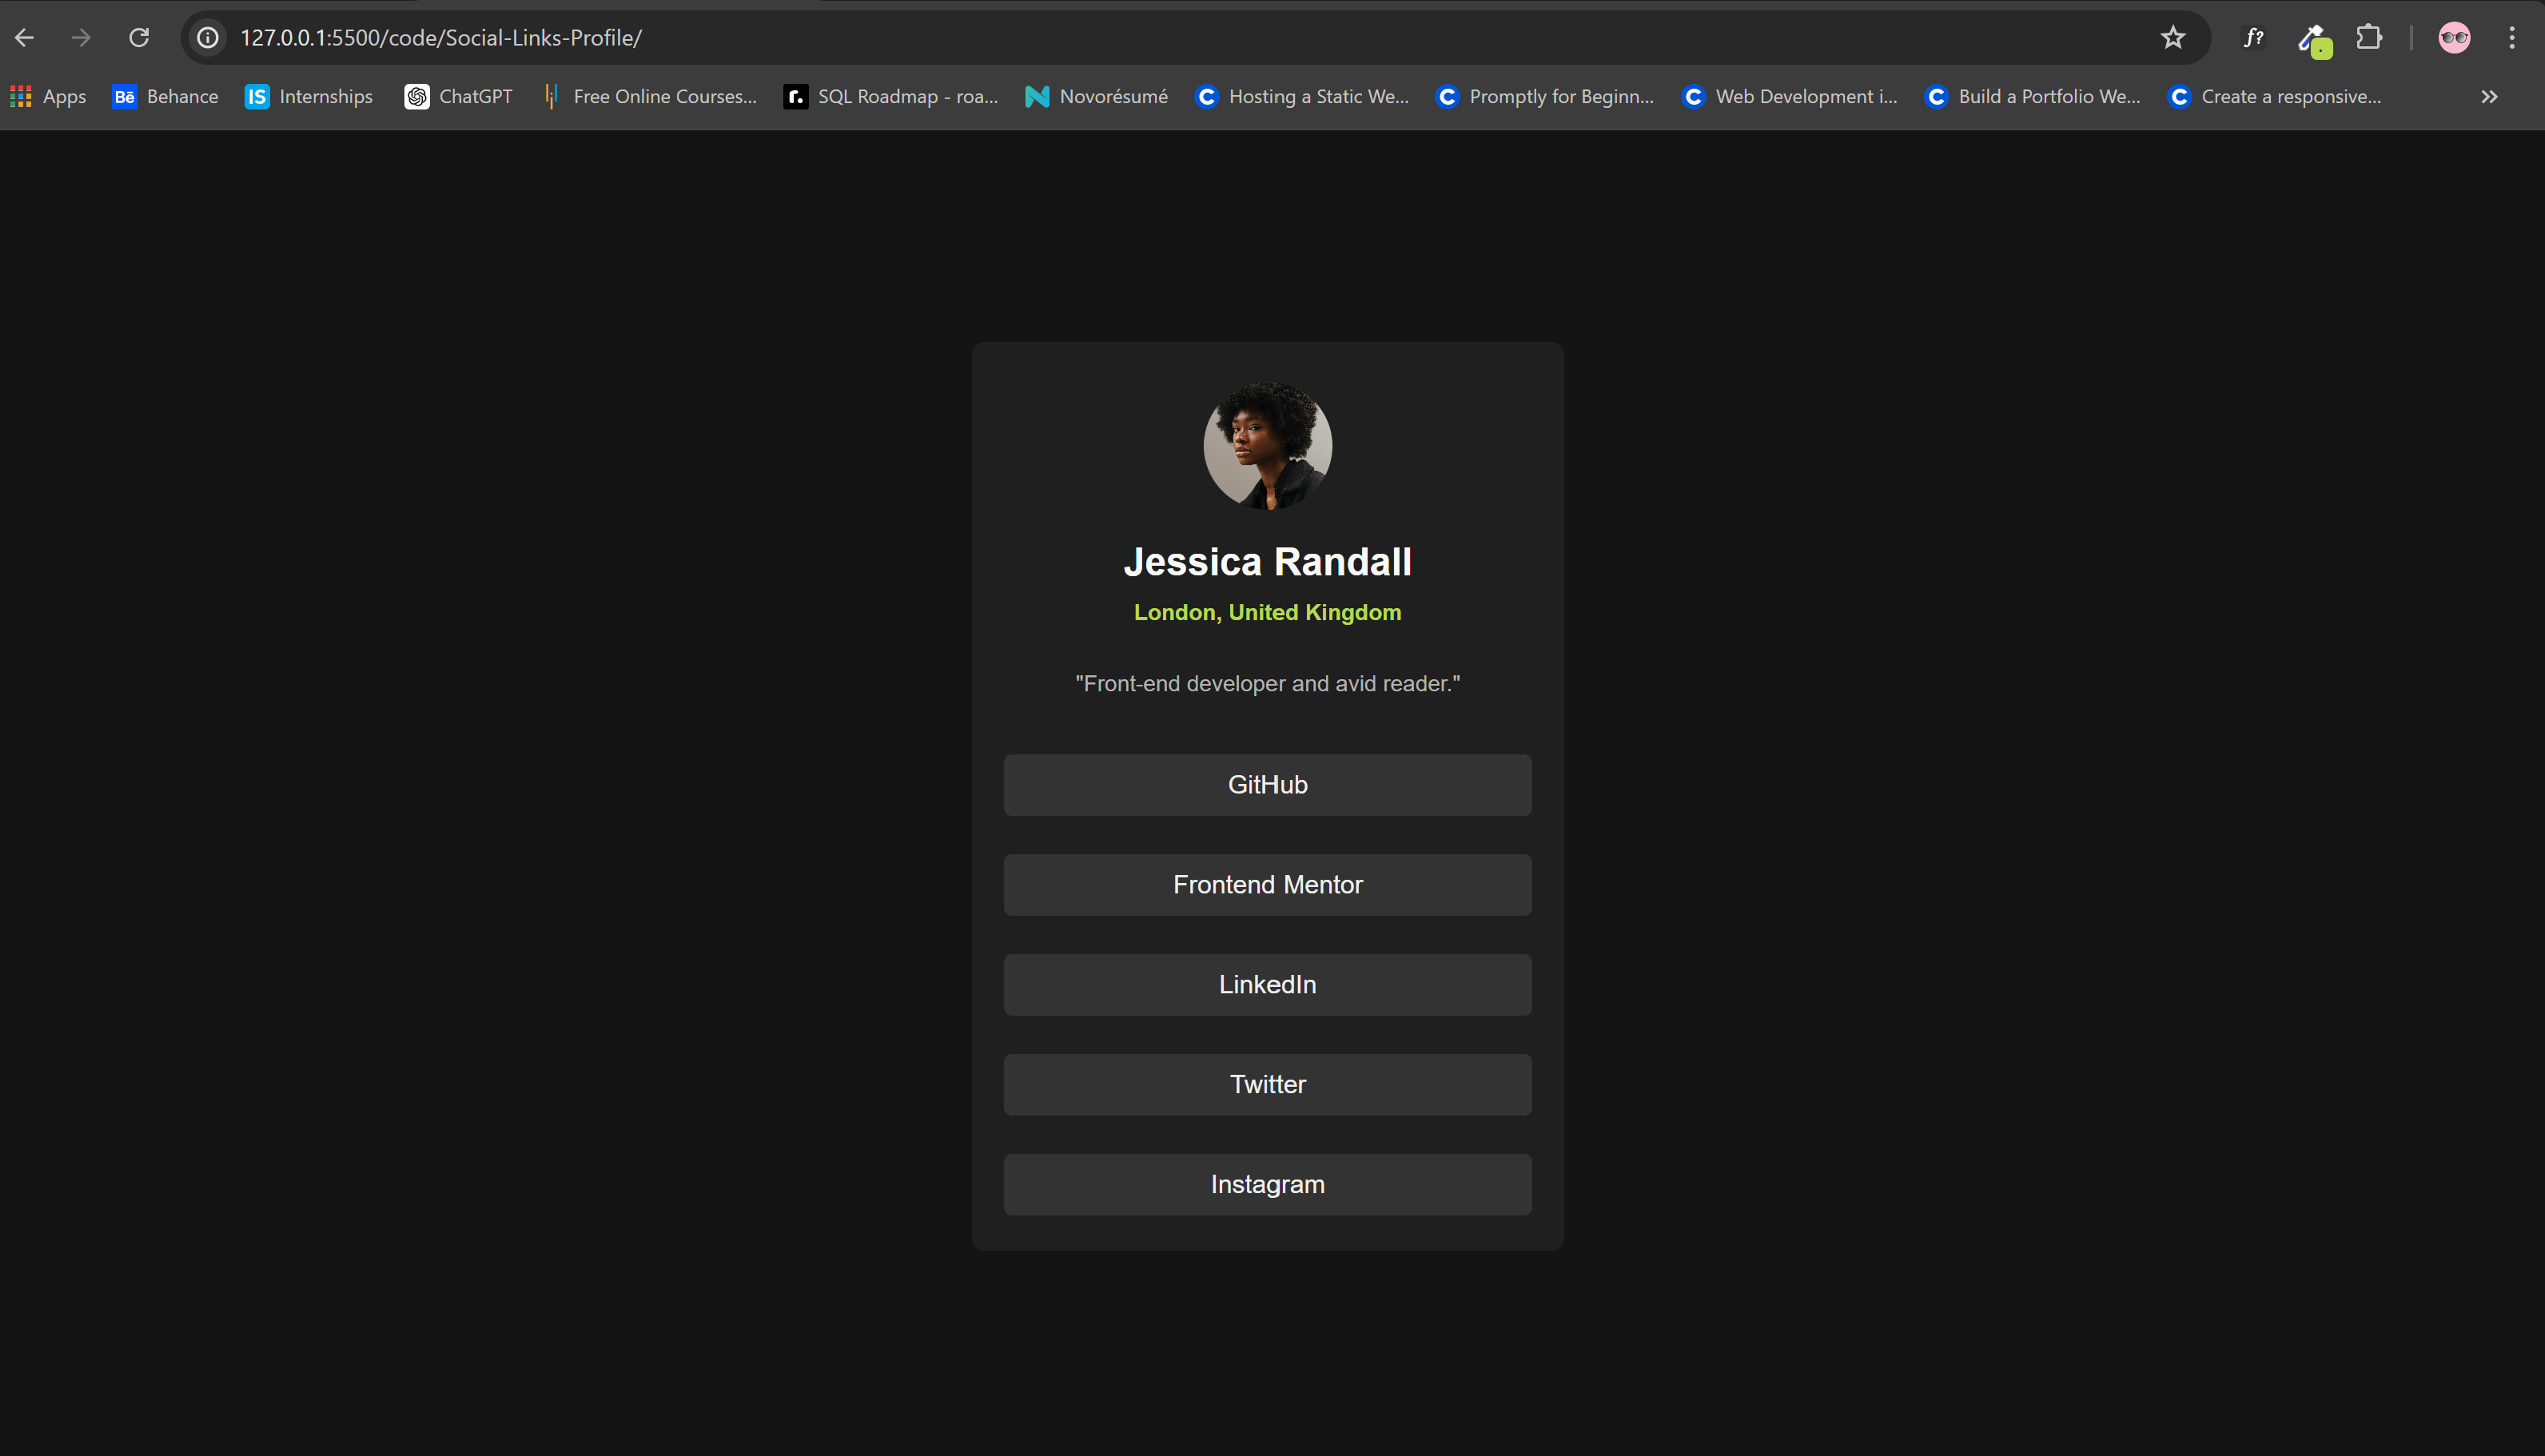 127.0.0.1:5500/code/Social-Links-Profile/
f?
Apps
Bē Behance
IS Internships
ChatGPT
Free Online Courses...
r. SQL Roadmap - roa...
Novorésumé
C Hosting a Static We...
C Promptly for Beginn...
C Web Development i...
C Build a Portfolio We...
C Create a responsive...
Jessica Randall
London, United Kingdom
"Front-end developer and avid reader."
GitHub
Frontend Mentor
LinkedIn
Twitter
Instagram